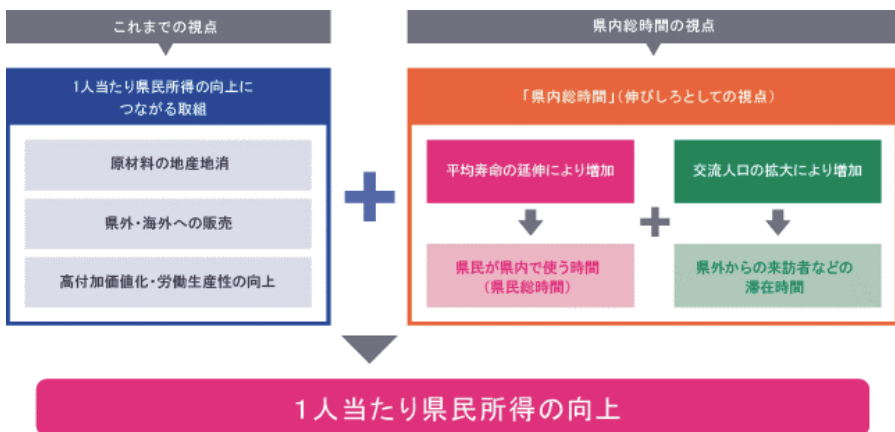 これまでの視点
県内総時間の視点
1人当たり県民所得の向上に
つながる取組
原材料の地産地消
県外・海外への販売
高付加価値化・労働生産性の向上
「県内総時間」(伸びしろとしての視点)
平均寿命の延伸により増加
交流人口の拡大により増加
県民が県内で使う時間
(県民総時間)
県外からの来訪者などの
滞在時間
1人当たり県民所得の向上